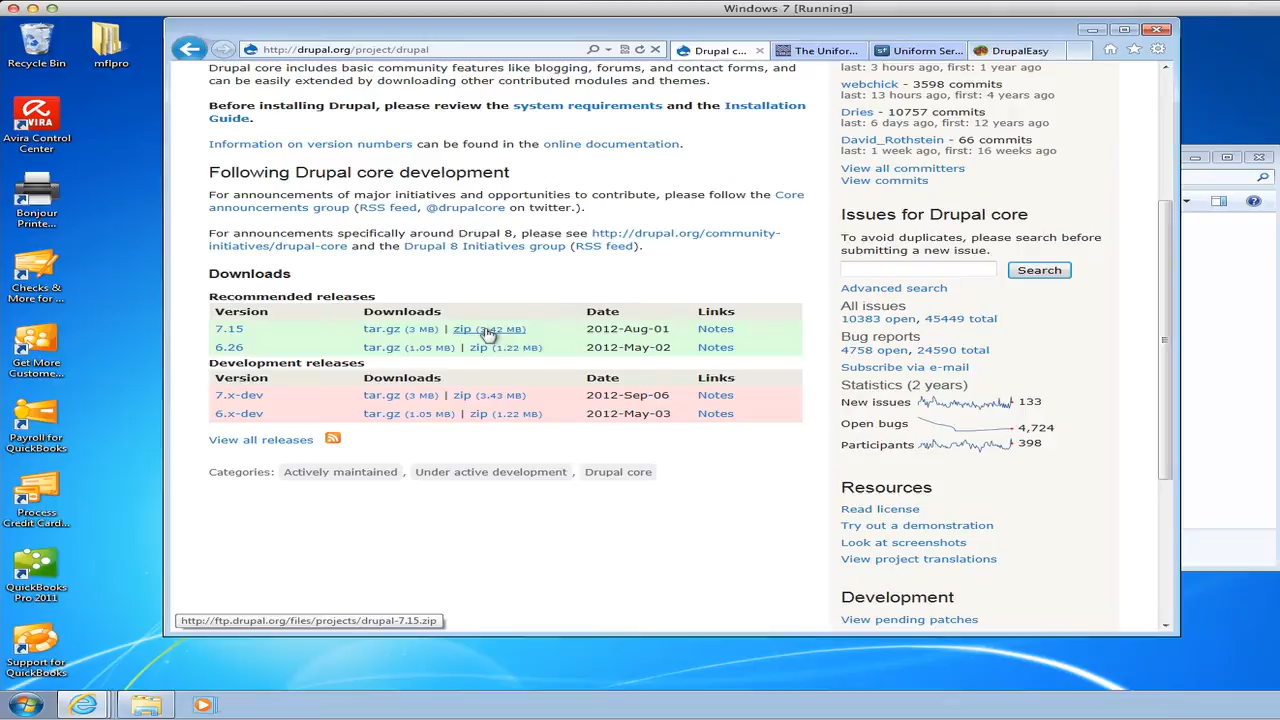 Windows 7 [Running]
http://drupal.org/project/drupal
Drupal c...
The Unifor...
Uniform Ser...
DrupalEasy
Recycle Bin
mflpro
Avira Control
Center
Bonjour
Printe...
Checks &
More for ...
Get More
Custome...
Payroll for
QuickBooks
Process
Credit Card...
QuickBooks
Pro 2011
Support for
QuickBooks
Drupal core includes basic community features like blogging, forums, and contact forms, and
can be easily extended by downloading other contributed modules and themes.
Before installing Drupal, please review the system requirements and the Installation
Guide.
Information on version numbers can be found in the online documentation.
Following Drupal core development
For announcements of major initiatives and opportunities to contribute, please follow the Core
announcements group (RSS feed, @drupalcore on twitter.).
For announcements specifically around Drupal 8, please see http://drupal.org/community-
initiatives/drupal-core and the Drupal 8 Initiatives group (RSS feed).
Downloads
Recommended releases
Version Downloads Date Links
7.15 tar.gz (3 MB) | zip MB) 2012-Aug-01 Notes
6.26 tar.gz (1.05 MB) | zip (1.22 MB) 2012-May-02 Notes
Development releases
Version Downloads Date Links
7.x-dev tar.gz (3 MB) | zip (3.43 MB) 2012-Sep-06 Notes
6.x-dev tar.gz (1.05 MB) | zip (1.22 MB) 2012-May-03 Notes
View all releases
Categories: Actively maintained , Under active development , Drupal core
http://ftp.drupal.org/files/projects/drupal-7.15.zip
last: 3 hours ago, first: 1 year ago
webchick - 3598 commits
last: 13 hours ago, first: 4 years ago
Dries - 10757 commits
last: 6 days ago, first: 12 years ago
David_Rothstein - 66 commits
last: 1 week ago, first: 16 weeks ago
View all committers
View commits
Issues for Drupal core
To avoid duplicates, please search before
submitting a new issue.
Search
Advanced search
All issues
10383 open, 45449 total
Bug reports
4758 open, 24590 total
Subscribe via e-mail
Statistics (2 years)
New issues 133
Open bugs 4,724
Participants 398
Resources
Read license
Try out a demonstration
Look at screenshots
View project translations
Development
View pending patches